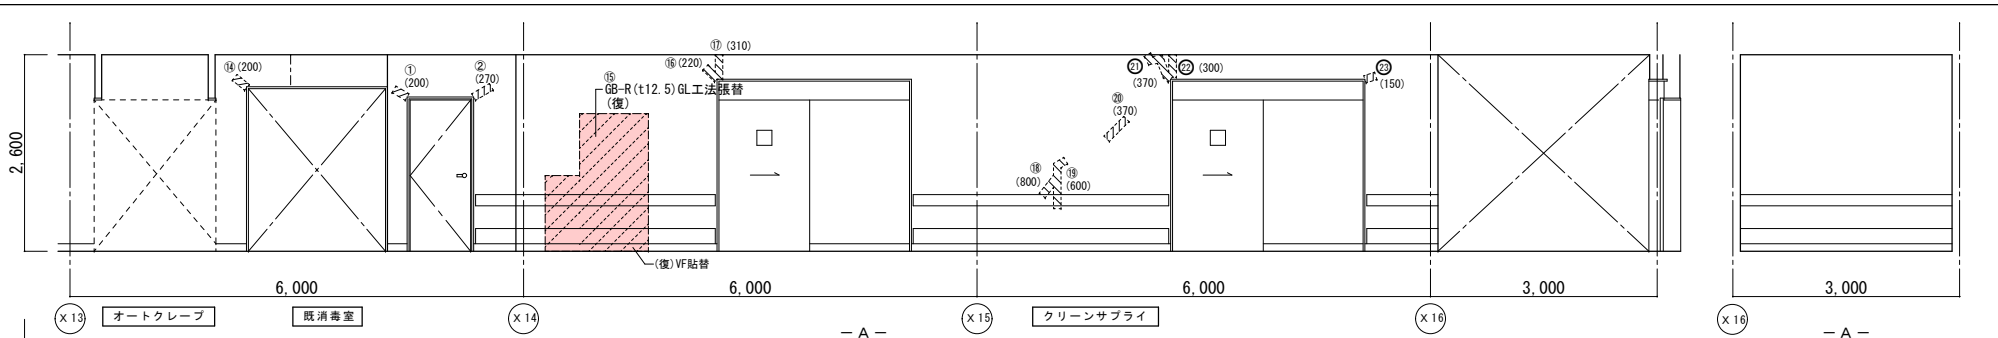 ⑭(200)
①
(200)
②
(270)
⑮
GB-R(t12.5)GL工法張替
(復)
⑯(220)
⑰(310)
⑱
(800)
⑲
(600)
⑳
(370)
㉑
(370)
㉒(300)
㉓
(150)
(復)VF貼替
2,600
6,000
6,000
6,000
3,000
3,000
X13
オートクレーブ
既消毒室
X14
－A－
X15
クリーンサプライ
X16
X16
－A－